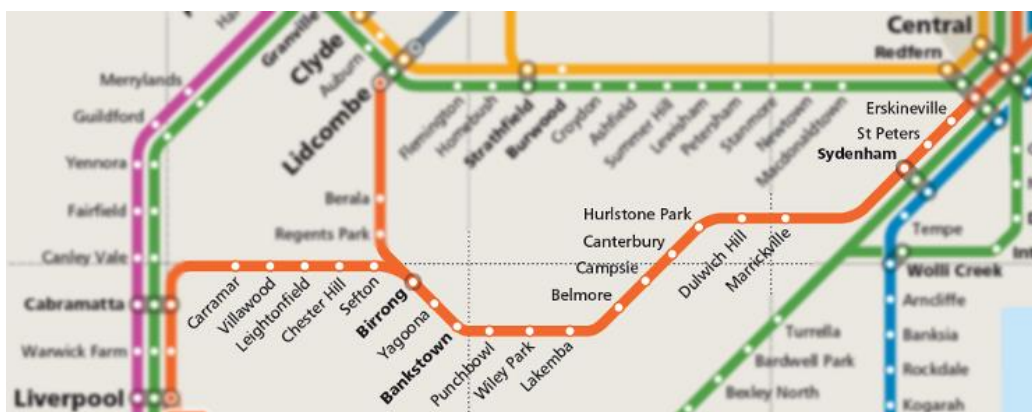 Central
Redfern
Granville
Clyde
Auburn
Lidcombe
Merrylands
Guildford
Yennora
Fairfield
Canley Vale
Cabramatta
Warwick Farm
Liverpool
Flemington
Homebush
Strathfield
Burwood
Croydon
Ashfield
Summer Hill
Lewisham
Petersham
Stanmore
Newtown
Macdonaldtown
Erskineville
St Peters
Sydenham
Berala
Regents Park
Hurlstone Park
Canterbury
Campsie
Belmore
Dulwich Hill
Marrickville
Carramar
Villawood
Leightonfield
Chester Hill
Sefton
Birrong
Yagoona
Bankstown
Punchbowl
Wiley Park
Lakemba
Tempe
Wolli Creek
Arncliffe
Banksia
Rockdale
Kogarah
Turrella
Bardwell Park
Bexley North